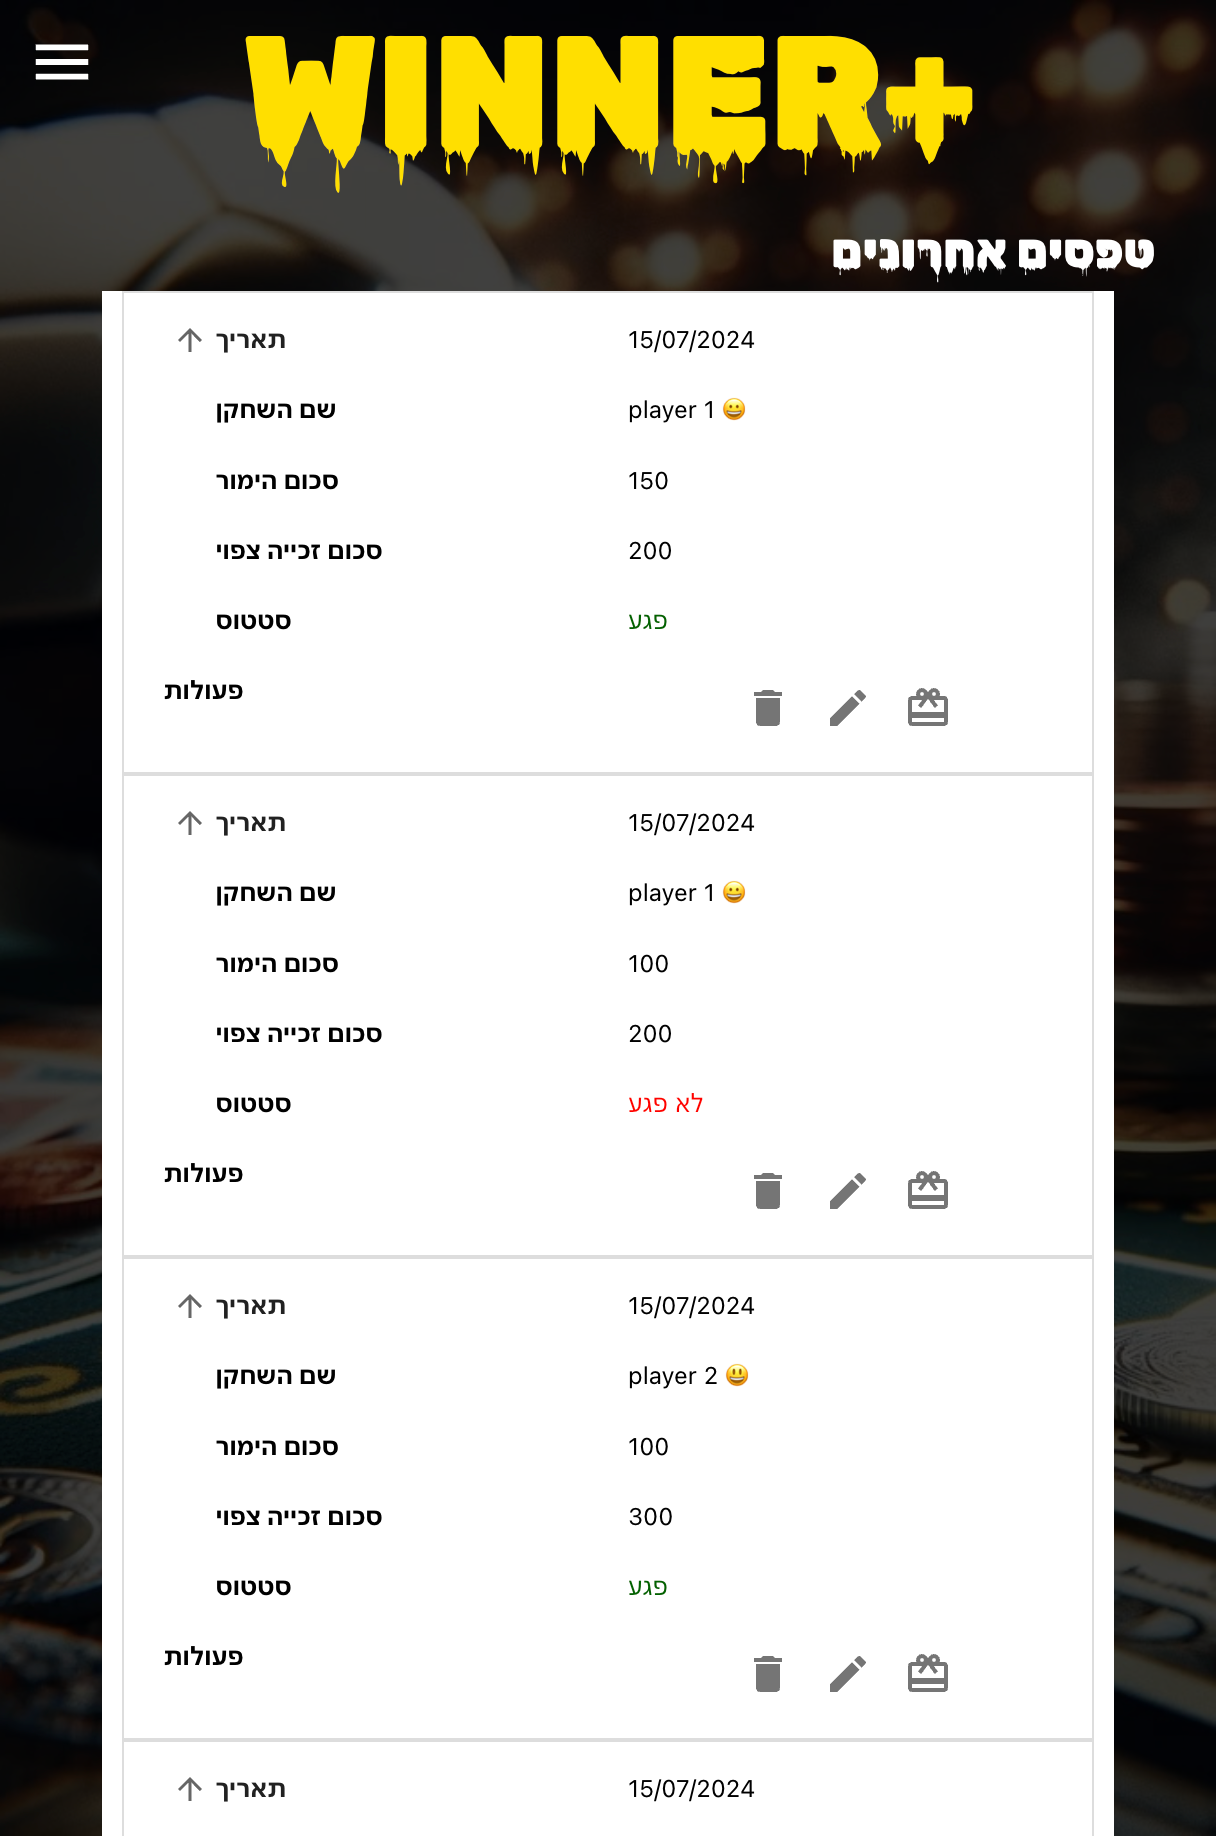 WINNER+
טפסים אחרונים
תאריך 15/07/2024
שם השחקן player 1 😀
סכום הימור 150
סכום זכייה צפוי 200
סטטוס פגע
פעולות
תאריך 15/07/2024
שם השחקן player 1 😀
סכום הימור 100
סכום זכייה צפוי 200
סטטוס לא פגע
פעולות
תאריך 15/07/2024
שם השחקן player 2 😃
סכום הימור 100
סכום זכייה צפוי 300
סטטוס פגע
פעולות
תאריך 15/07/2024